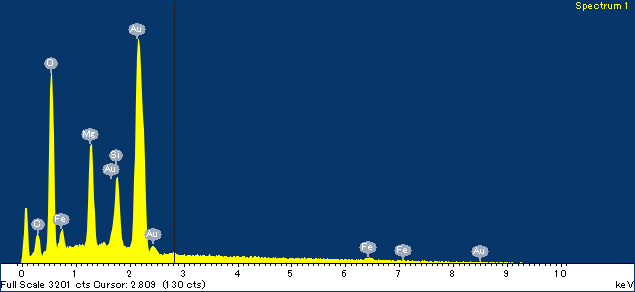 Spectrum 1
Au
O
Mg
Si
Au
C
Fe
Au
Fe
Fe
Au
0 1 2 3 4 5 6 7 8 9 10
Full Scale 3201 cts Cursor: 2.809 (130 cts) keV